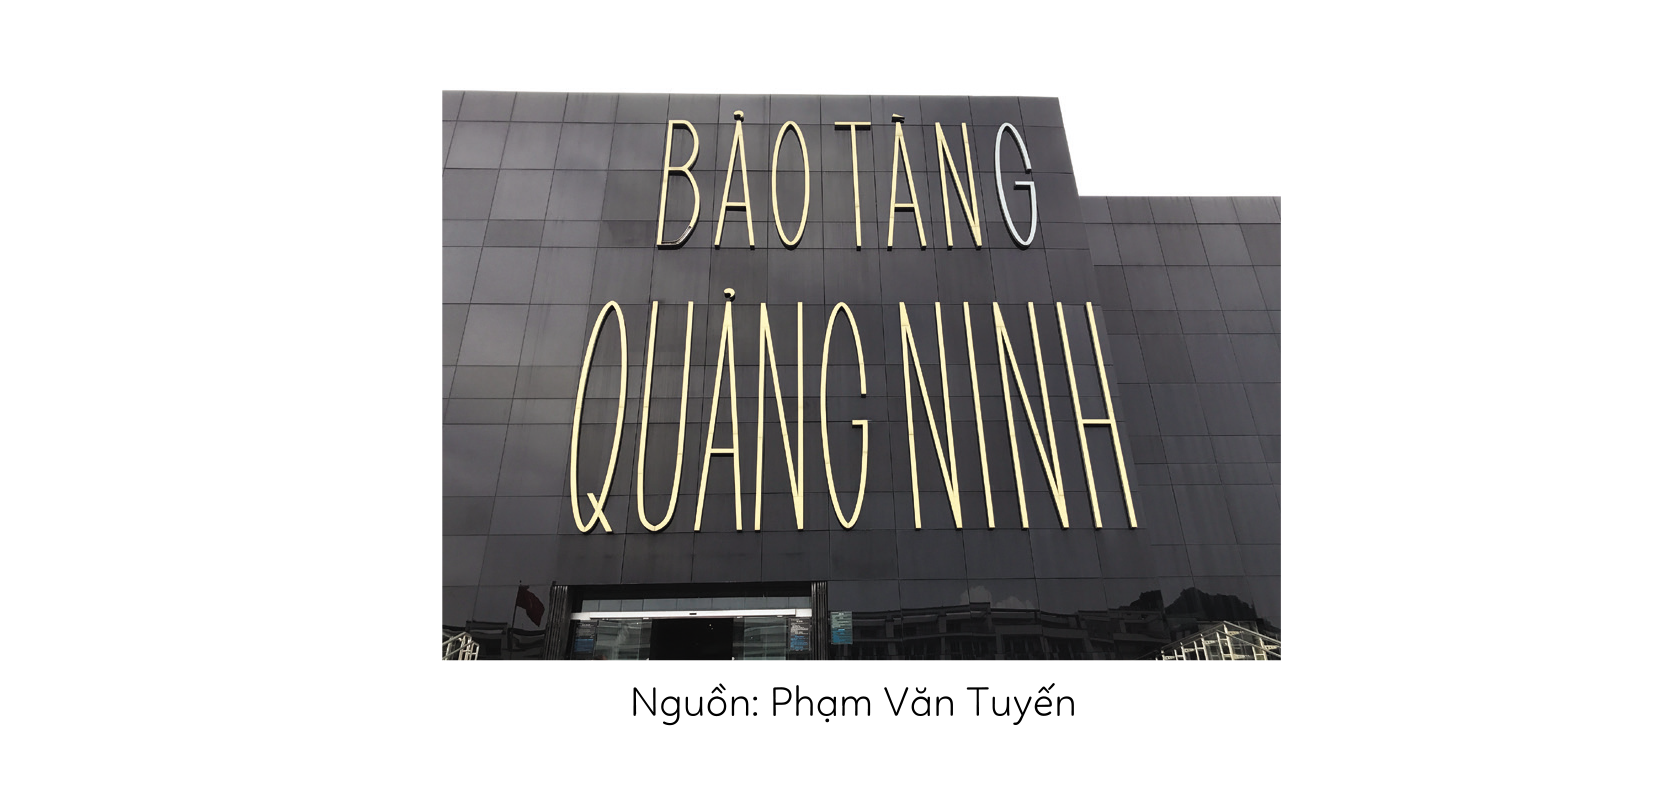 BẢO TÀNG
QUẢNG NINH
Nguồn: Phạm Văn Tuyến